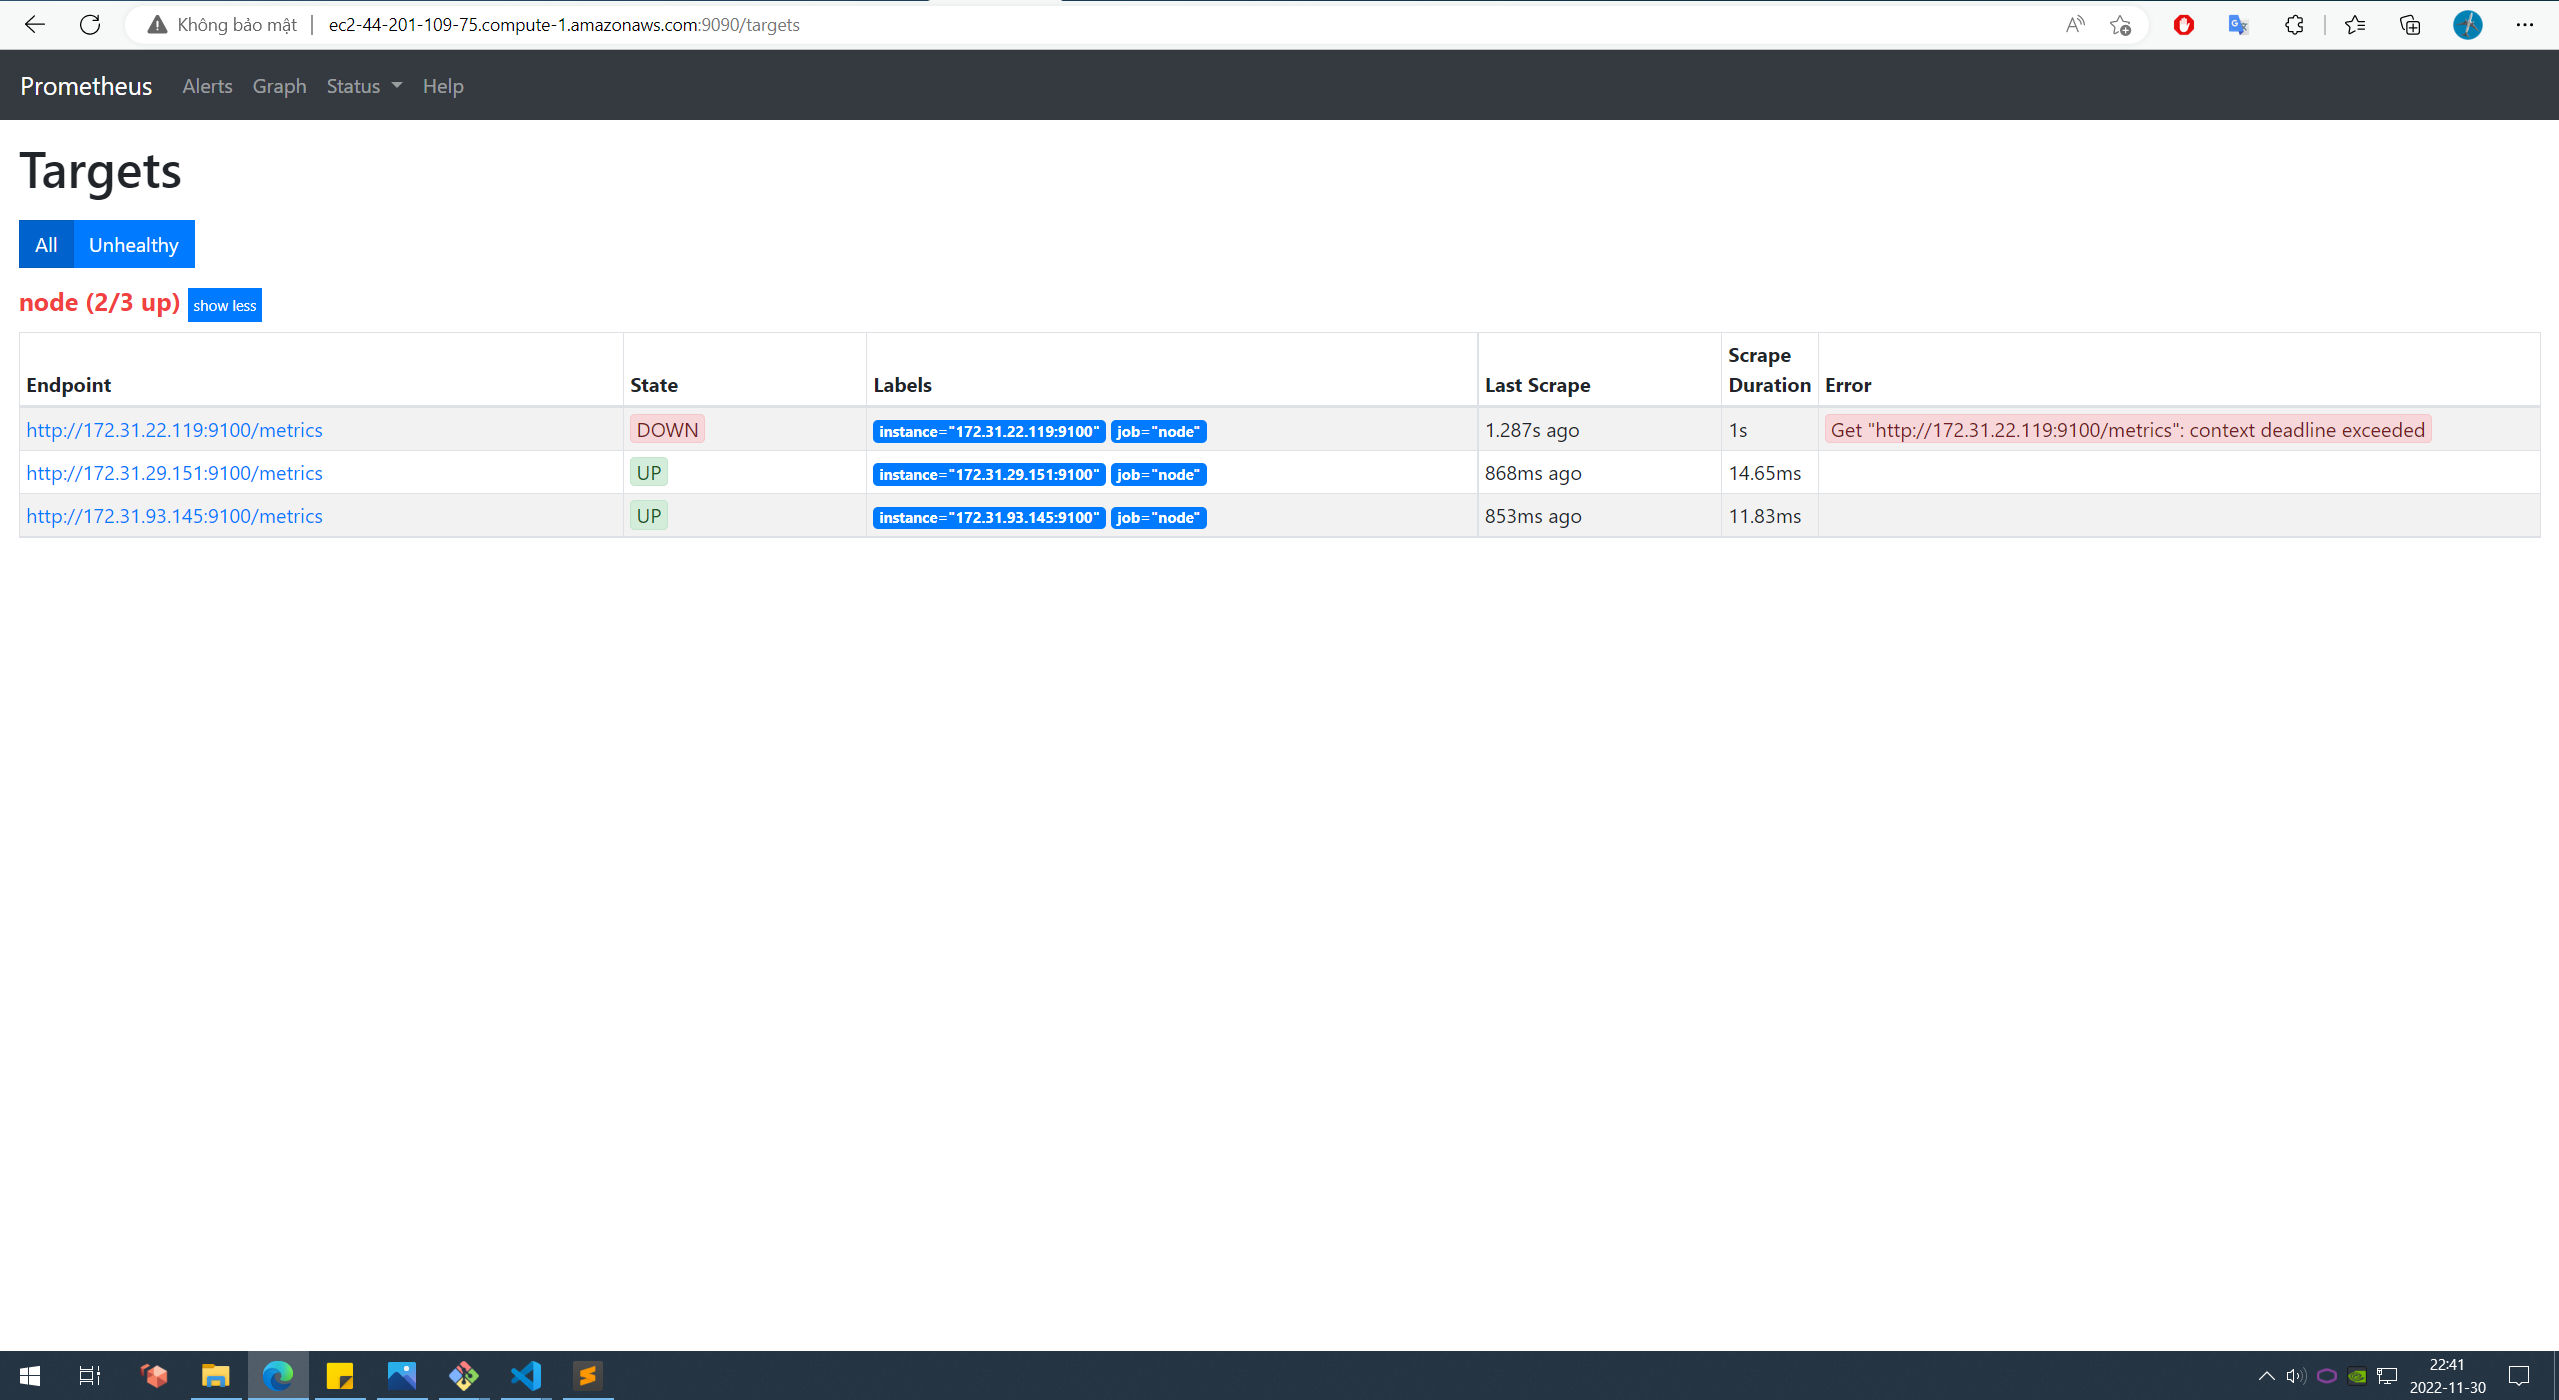 Không bảo mật | ec2-44-201-109-75.compute-1.amazonaws.com:9090/targets
Prometheus Alerts Graph Status Help
Targets
All Unhealthy
node (2/3 up) show less
Endpoint State Labels Last Scrape Scrape Duration Error
http://172.31.22.119:9100/metrics DOWN instance="172.31.22.119:9100" job="node" 1.287s ago 1s Get "http://172.31.22.119:9100/metrics": context deadline exceeded
http://172.31.29.151:9100/metrics UP instance="172.31.29.151:9100" job="node" 868ms ago 14.65ms
http://172.31.93.145:9100/metrics UP instance="172.31.93.145:9100" job="node" 853ms ago 11.83ms
22:41
2022-11-30